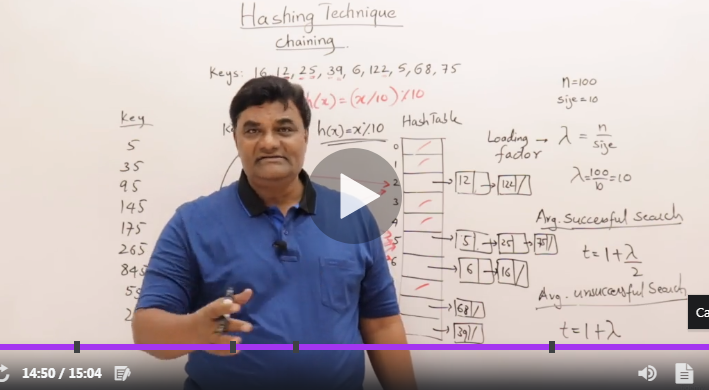 Hashing Technique
chaining
Keys: 16, 12, 25, 39, 6, 122, 5, 68, 75
h(x) = (x/10)%10
h(x)=x%10
Key
5
35
95
145
175
265
845
HashTable
0
1
2
3
4
5
6
12
122
5
25
75
6
16
68
39
n=100
size=10
Loading factor → λ = n/size
λ = 100/10 = 10
Avg. Successful Search
t = 1 + λ/2
Avg. unsuccessful Search
t = 1 + λ
Ca
14:50 / 15:04